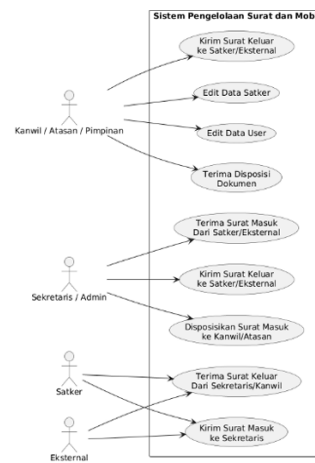 Sistem Pengelolaan Surat dan Mob
Kirim Surat Keluar
ke Satker/Eksternal
Edit Data Satker
Kanwil / Atasan / Pimpinan
Edit Data User
Terima Disposisi
Dokumen
Terima Surat Masuk
Dari Satker/Eksternal
Sekretaris / Admin
Kirim Surat Keluar
ke Satker/Eksternal
Disposisikan Surat Masuk
ke Kanwil/Atasan
Satker
Terima Surat Keluar
Dari Sekretaris/Kanwil
Eksternal
Kirim Surat Masuk
ke Sekretaris